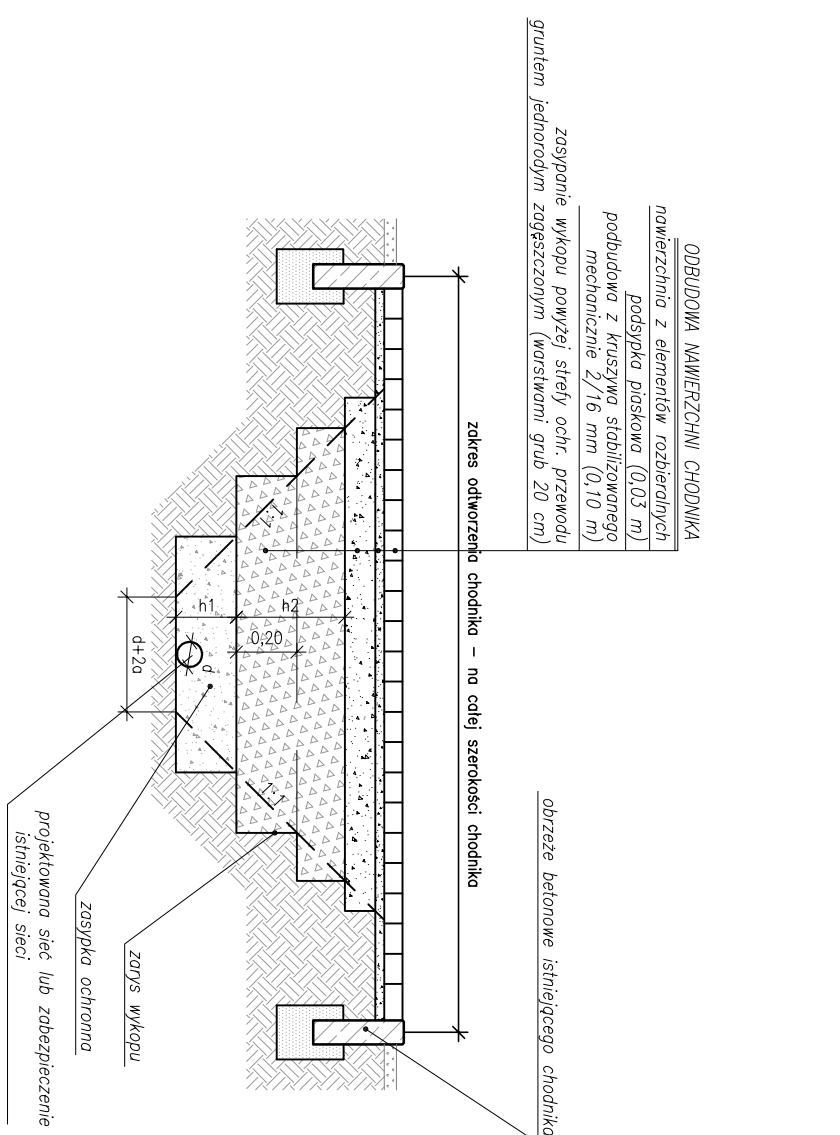 ODBUDOWA NAWIERZCHNI CHODNIKA
nawierzchnia z elementów rozbieralnych
podsypka piaskowa (0,03 m)
podbudowa z kruszywa stabilizowanego
mechanicznie 2/16 mm (0,10 m)
zasypanie wykopu powyżej strefy ochr. przewodu
gruntem jednorodym zagęszczonym (warstwami grub 20 cm)
obrzeże betonowe istniejącego chodnika
zakres odtworzenia chodnika – na całej szerokości chodnika
1:1
1:1
h2
0,20
h1
d
d+2a
zarys wykopu
zasypka ochronna
projektowana sieć lub zabezpieczenie
istniejącej sieci